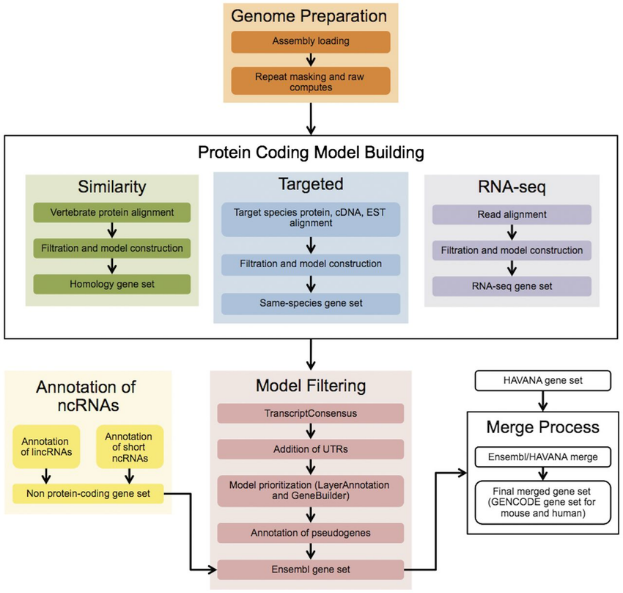 Genome Preparation
Assembly loading
Repeat masking and raw
computes
Protein Coding Model Building
Similarity
Vertebrate protein alignment
Filtration and model construction
Homology gene set
Targeted
Target species protein, cDNA, EST
alignment
Filtration and model construction
Same-species gene set
RNA-seq
Read alignment
Filtration and model construction
RNA-seq gene set
Annotation of
ncRNAs
Annotation
of lincRNAs
Annotation
of short
ncRNAs
Non protein-coding gene set
Model Filtering
TranscriptConsensus
Addition of UTRs
Model prioritization (LayerAnnotation
and GeneBuilder)
Annotation of pseudogenes
Ensembl gene set
HAVANA gene set
Merge Process
Ensembl/HAVANA merge
Final merged gene set
(GENCODE gene set for
mouse and human)